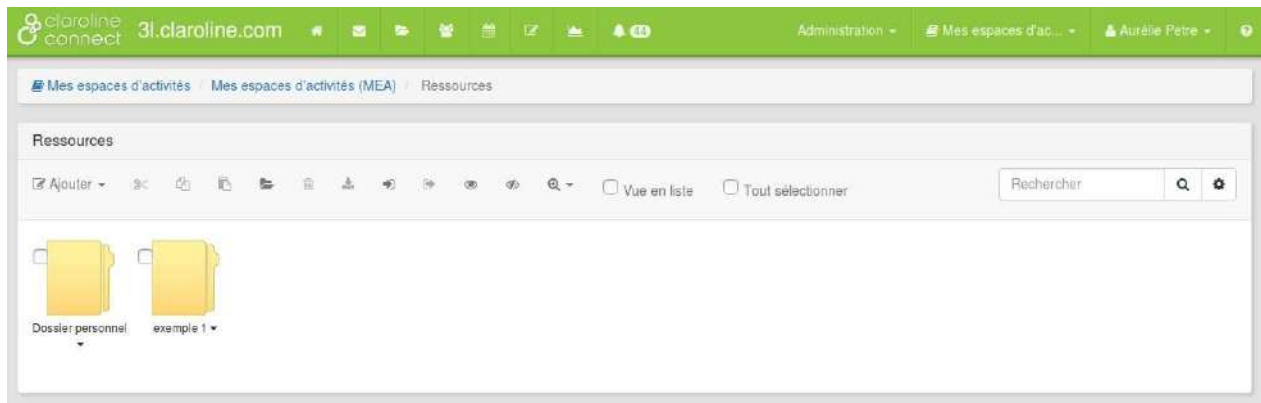 claroline connect 3l.claroline.com 44 Administration Mes espaces d'ac... Aurélie Petre
Mes espaces d'activités / Mes espaces d'activités (MEA) / Ressources
Ressources
Ajouter Vue en liste Tout sélectionner Rechercher
Dossier personnel exemple 1